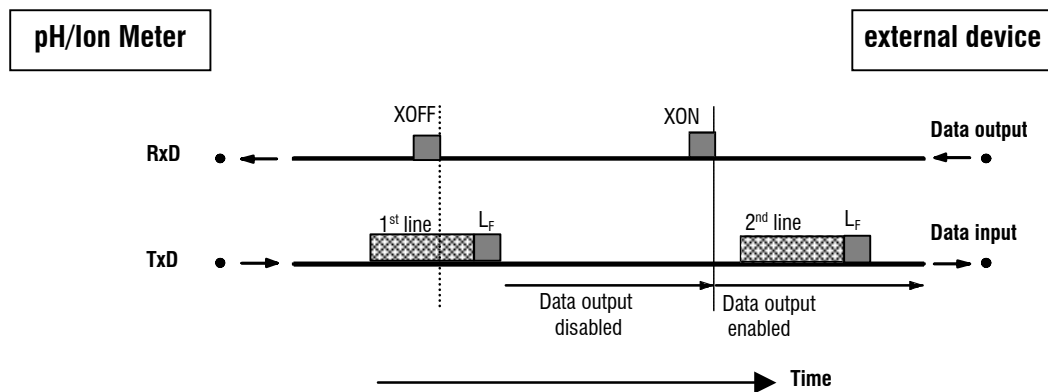 pH/Ion Meter
external device
XOFF
XON
Data output
RxD
1st line
LF
2nd line
LF
Data input
TxD
Data output
disabled
Data output
enabled
Time